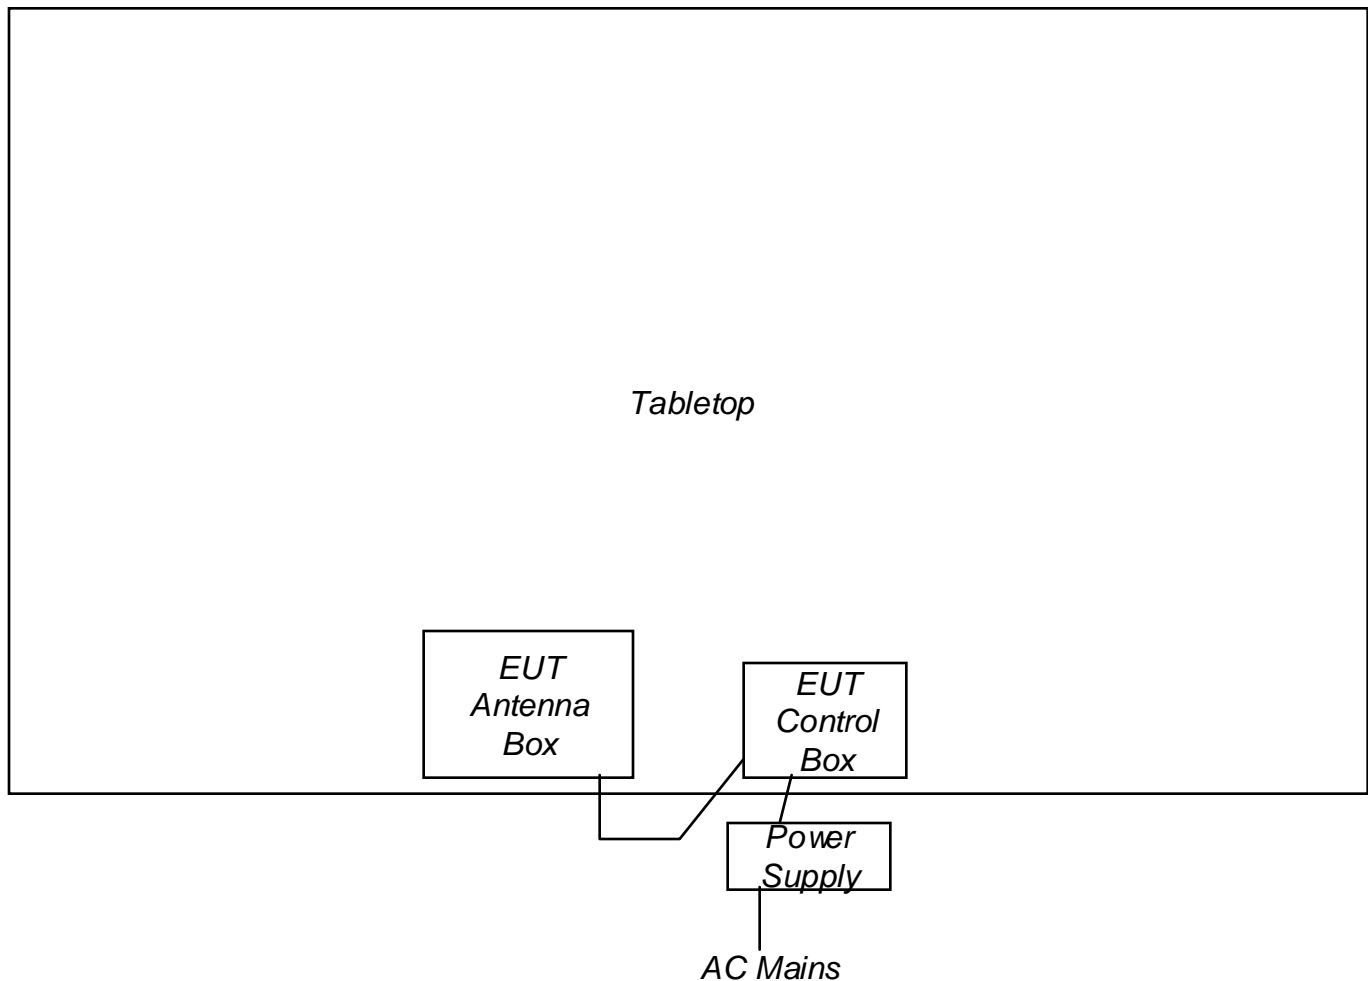 Tabletop
EUT
Antenna
Box
EUT
Control
Box
Power
Supply
AC Mains